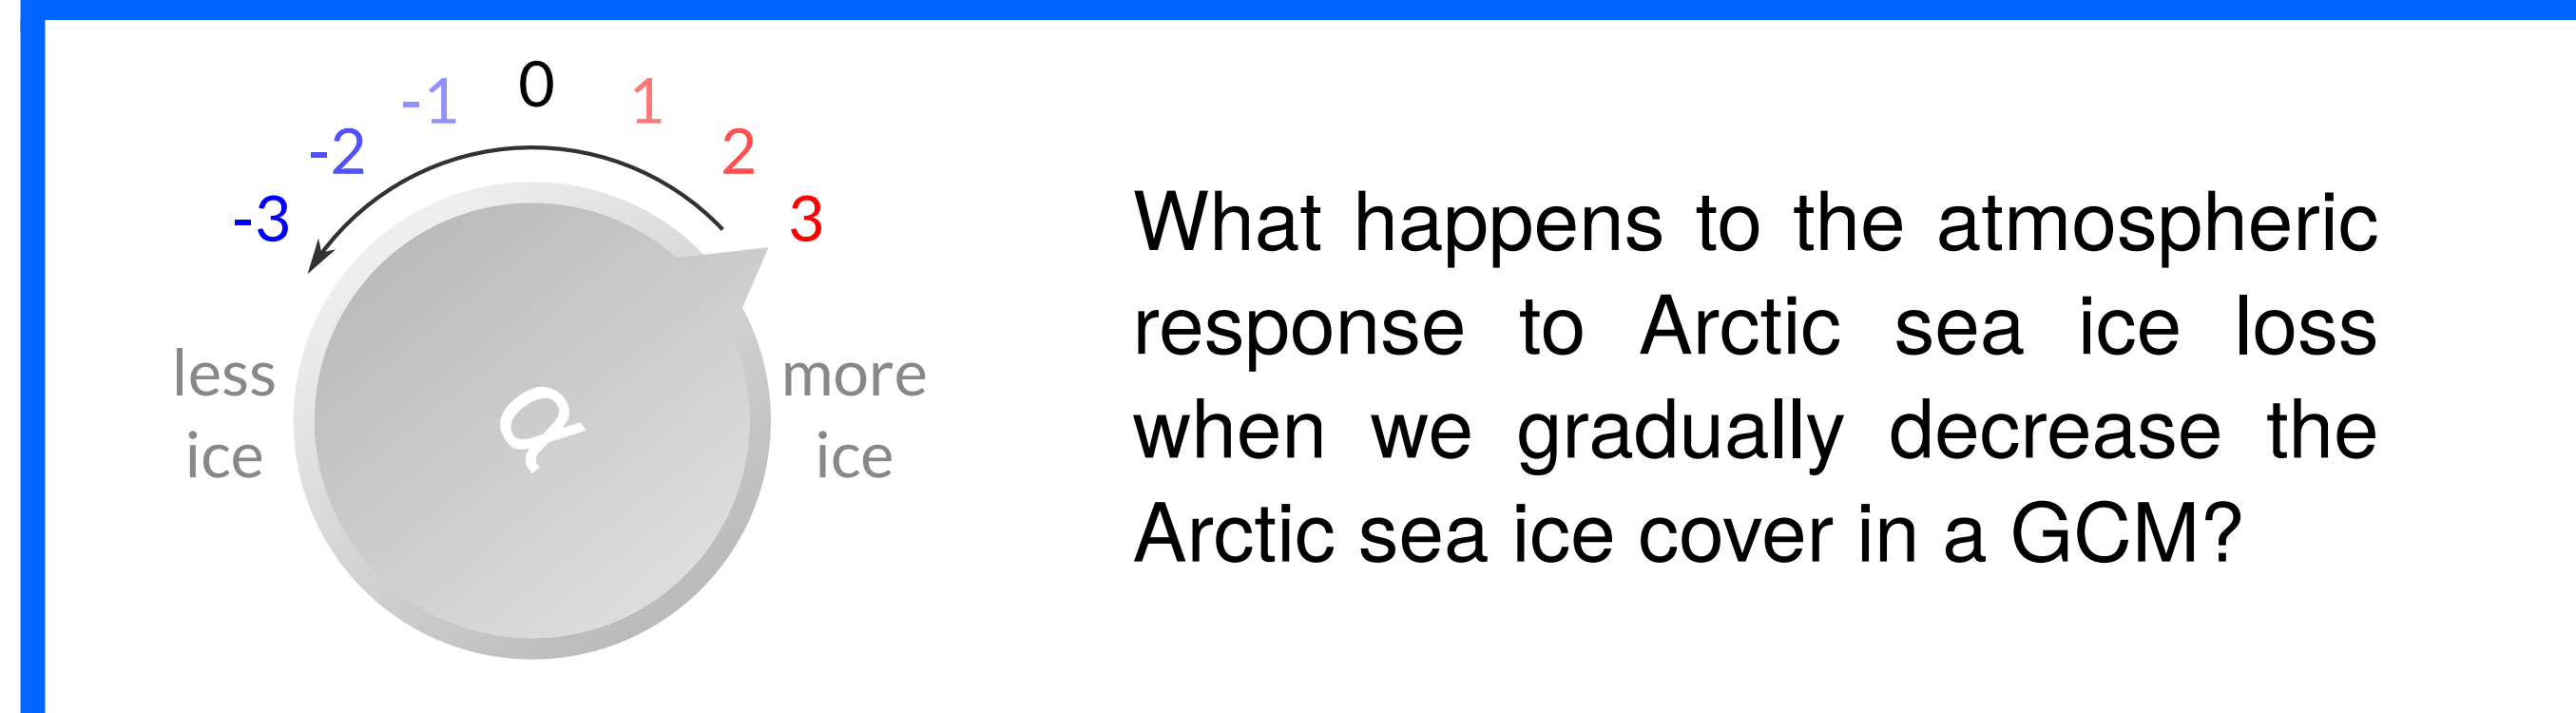 0
-1
1
-2
2
-3
3
less
ice
more
ice
α
What happens to the atmospheric
response to Arctic sea ice loss
when we gradually decrease the
Arctic sea ice cover in a GCM?